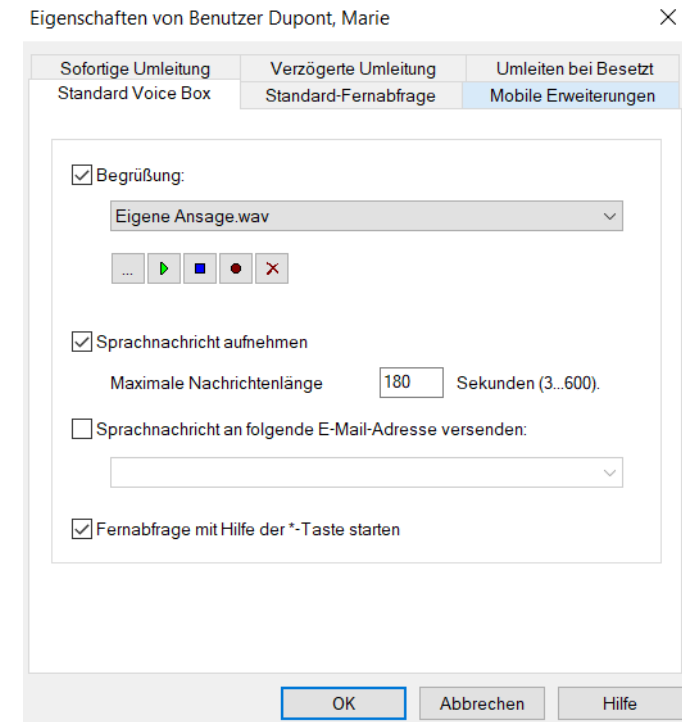 Eigenschaften von Benutzer Dupont, Marie
Sofortige Umleitung Verzögerte Umleitung Umleiten bei Besetzt
Standard Voice Box Standard-Fernabfrage Mobile Erweiterungen
Begrüßung:
Eigene Ansage.wav
...
Sprachnachricht aufnehmen
Maximale Nachrichtenlänge 180 Sekunden (3...600).
Sprachnachricht an folgende E-Mail-Adresse versenden:
Fernabfrage mit Hilfe der *-Taste starten
OK Abbrechen Hilfe